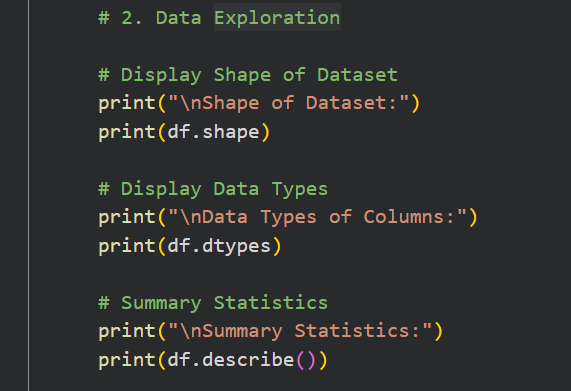 # 2. Data Exploration
# Display Shape of Dataset
print("\nShape of Dataset:")
print(df.shape)
# Display Data Types
print("\nData Types of Columns:")
print(df.dtypes)
# Summary Statistics
print("\nSummary Statistics:")
print(df.describe())